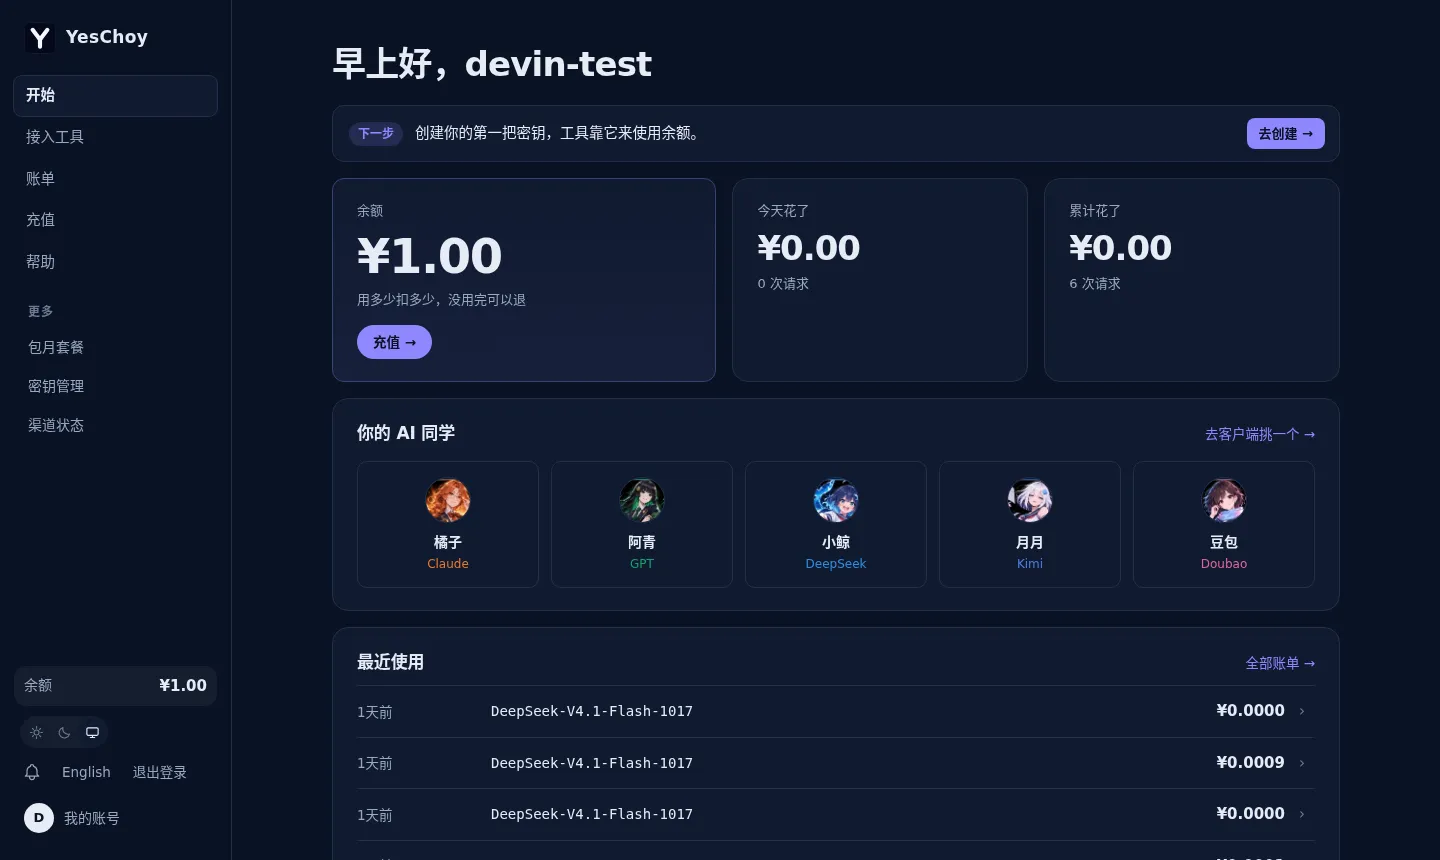 YesChoy
开始
接入工具
账单
充值
帮助
更多
包月套餐
密钥管理
渠道状态
余额 ¥1.00
English 退出登录
D 我的账号
早上好，devin-test
下一步 创建你的第一把密钥，工具靠它来使用余额。 去创建 →
余额
¥1.00
用多少扣多少，没用完可以退
充值 →
今天花了
¥0.00
0 次请求
累计花了
¥0.00
6 次请求
你的 AI 同学 去客户端挑一个 →
橘子
Claude
阿青
GPT
小鲸
DeepSeek
月月
Kimi
豆包
Doubao
最近使用 全部账单 →
1天前 DeepSeek-V4.1-Flash-1017 ¥0.0000 ›
1天前 DeepSeek-V4.1-Flash-1017 ¥0.0009 ›
1天前 DeepSeek-V4.1-Flash-1017 ¥0.0000 ›